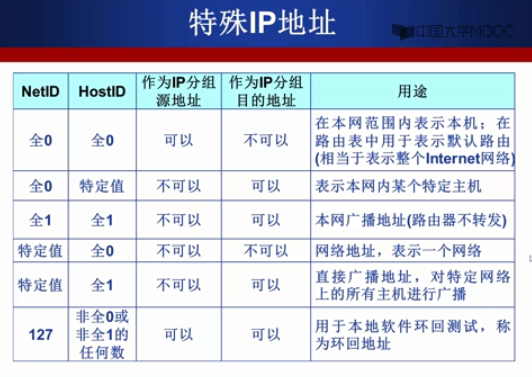 特殊IP地址
中国大学MOOC
NetID HostID 作为IP分组源地址 作为IP分组目的地址 用途
全0 全0 可以 不可以 在本网范围内表示本机；在
路由表中用于表示默认路由
(相当于表示整个Internet网络)
全0 特定值 不可以 可以 表示本网内某个特定主机
全1 全1 不可以 可以 本网广播地址(路由器不转发)
特定值 全0 不可以 不可以 网络地址，表示一个网络
特定值 全1 不可以 可以 直接广播地址，对特定网络
上的所有主机进行广播
127 非全0或非全1的任何数 可以 可以 用于本地软件环回测试，称
为环回地址